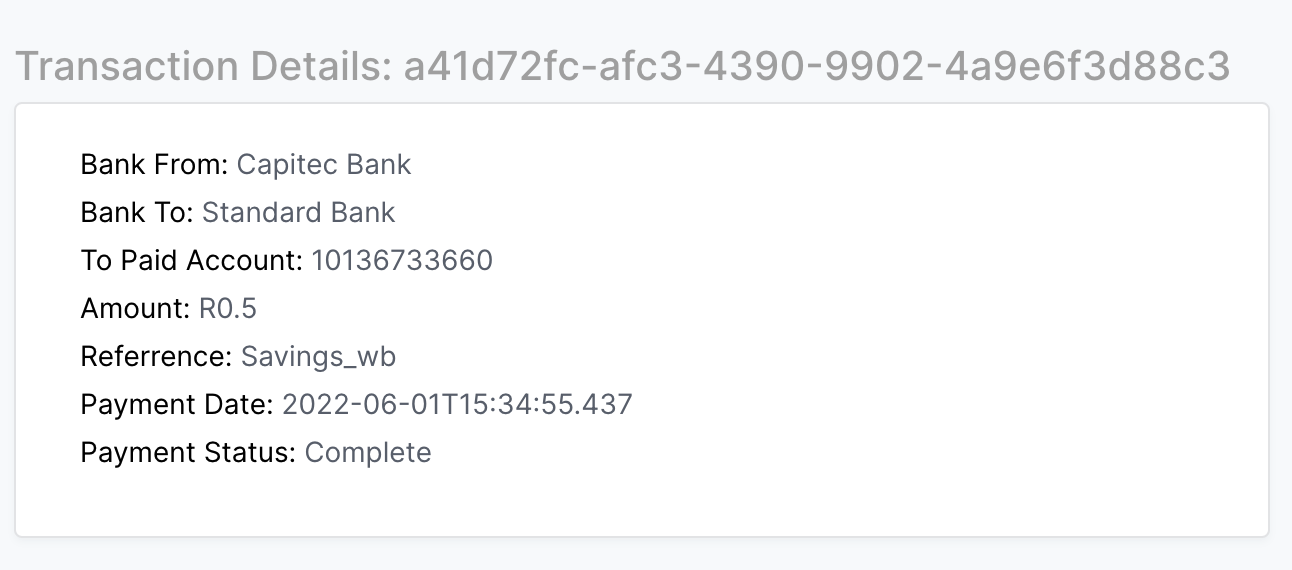 Transaction Details: a41d72fc-afc3-4390-9902-4a9e6f3d88c3
Bank From: Capitec Bank
Bank To: Standard Bank
To Paid Account: 10136733660
Amount: R0.5
Referrence: Savings_wb
Payment Date: 2022-06-01T15:34:55.437
Payment Status: Complete